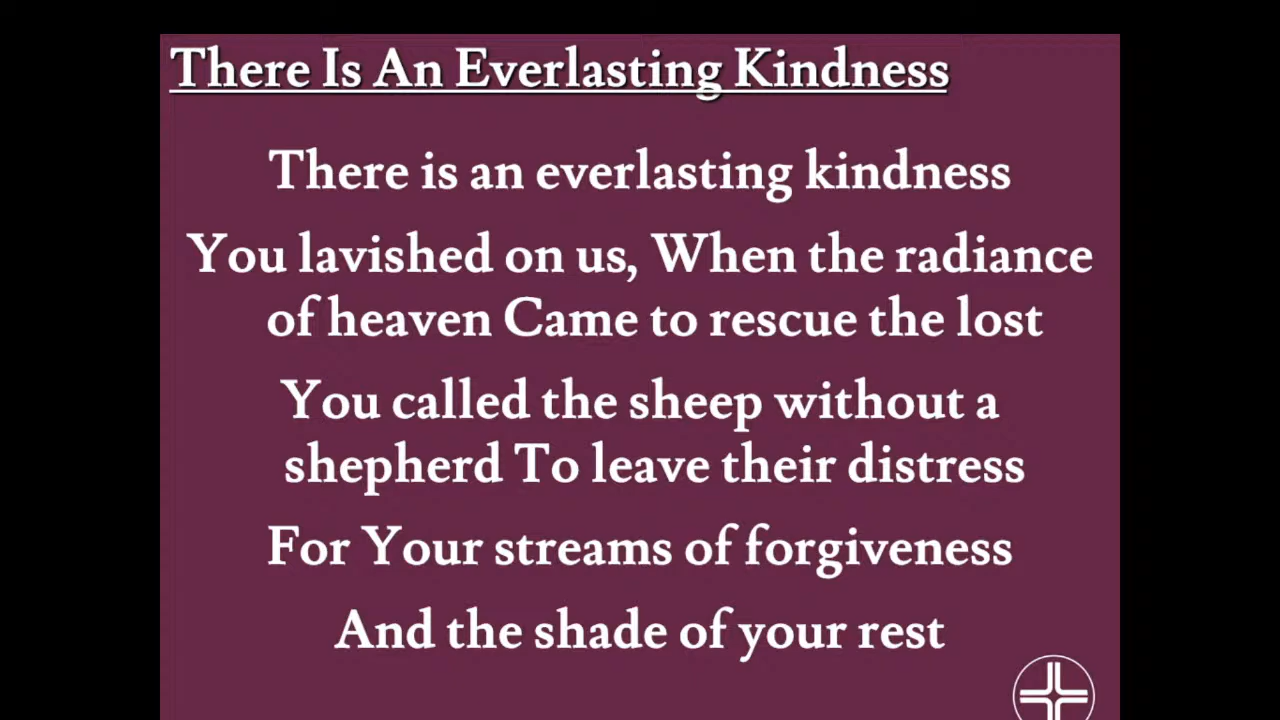 There Is An Everlasting Kindness
There is an everlasting kindness
You lavished on us, When the radiance
of heaven Came to rescue the lost
You called the sheep without a
shepherd To leave their distress
For Your streams of forgiveness
And the shade of your rest